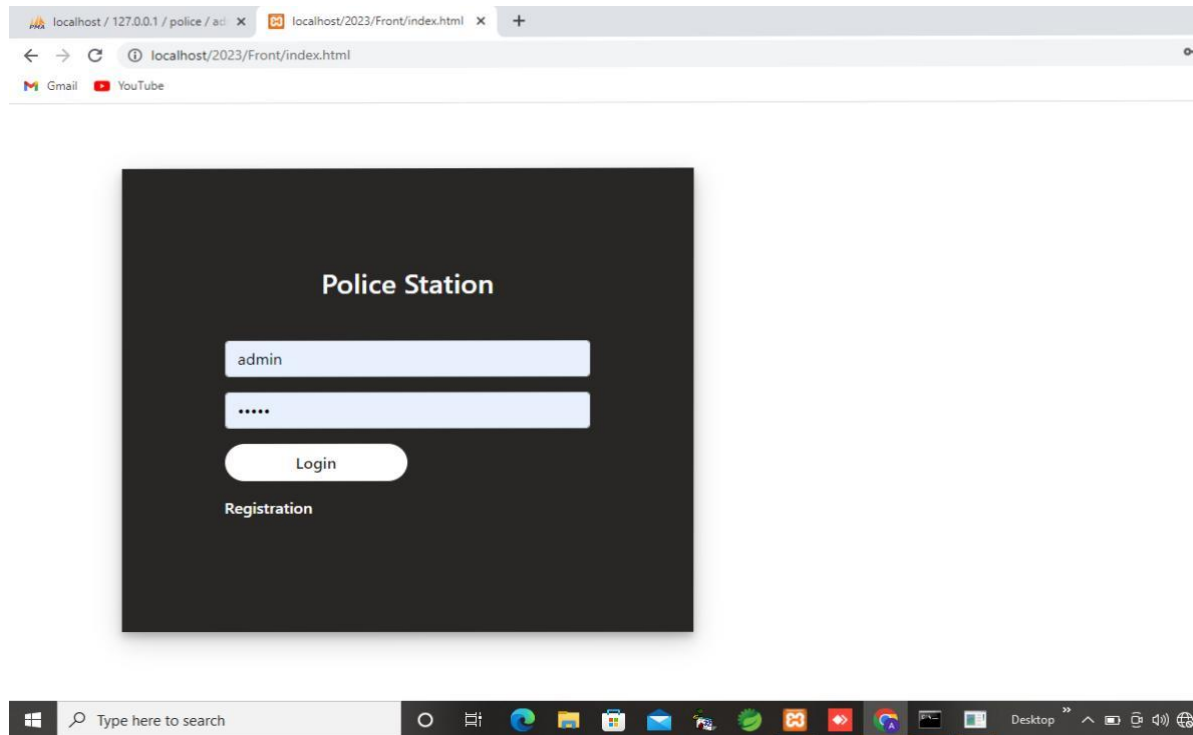 localhost / 127.0.0.1 / police / ad
localhost/2023/Front/index.html
localhost/2023/Front/index.html
Gmail
YouTube
Police Station
admin
•••••
Login
Registration
Type here to search
Desktop